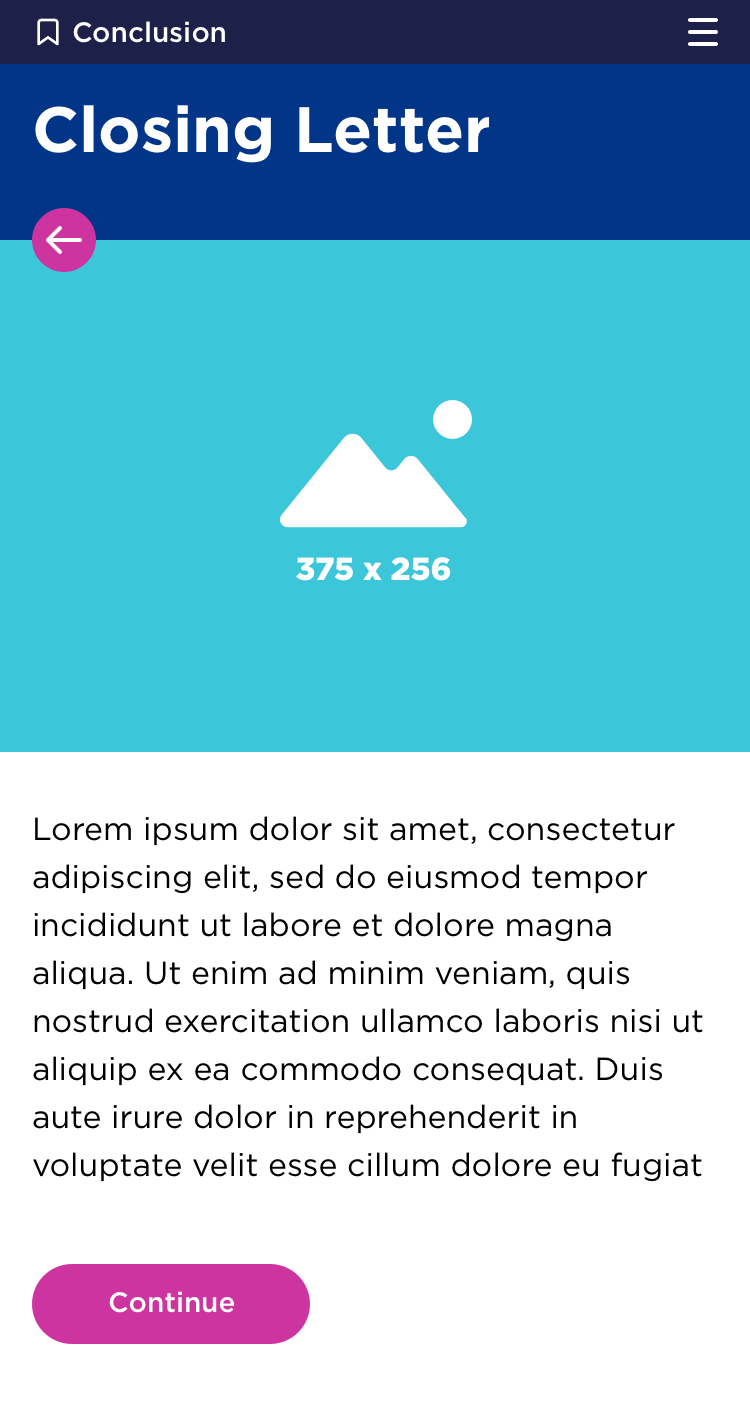 Conclusion
Closing Letter
375 x 256
Lorem ipsum dolor sit amet, consectetur
adipiscing elit, sed do eiusmod tempor
incididunt ut labore et dolore magna
aliqua. Ut enim ad minim veniam, quis
nostrud exercitation ullamco laboris nisi ut
aliquip ex ea commodo consequat. Duis
aute irure dolor in reprehenderit in
voluptate velit esse cillum dolore eu fugiat
Continue